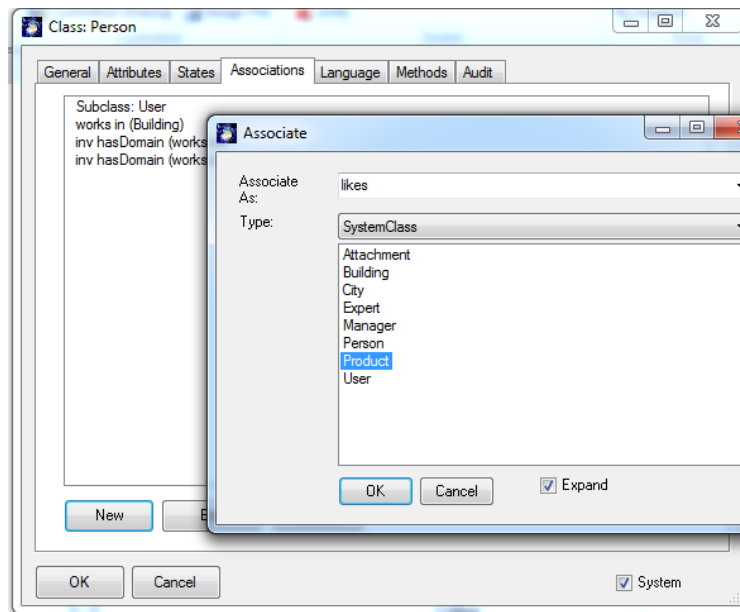 Class: Person
General Attributes States Associations Language Methods Audit
Subclass: User
works in (Building)
inv hasDomain (works
inv hasDomain (works
Associate
Associate As:
likes
Type:
SystemClass
Attachment
Building
City
Expert
Manager
Person
Product
User
OK Cancel Expand
New
OK Cancel System